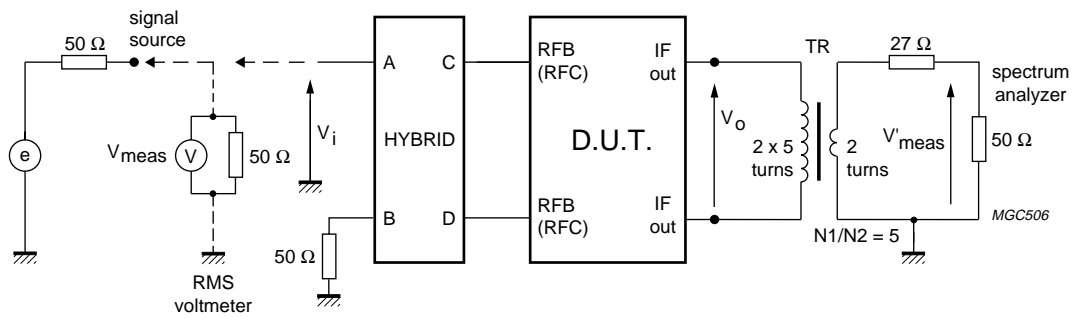 signal
source
50 Ω
e
Vmeas
V
50 Ω
RMS
voltmeter
Vi
50 Ω
A
C
HYBRID
B
D
RFB
(RFC)
IF
out
D.U.T.
RFB
(RFC)
IF
out
Vo
TR
2 x 5
turns
2
turns
N1/N2 = 5
27 Ω
V'meas
spectrum
analyzer
50 Ω
MGC506